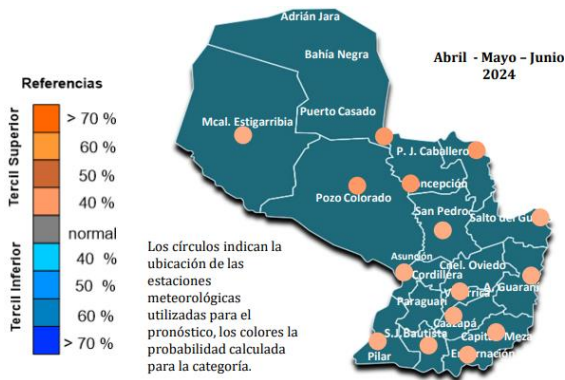 Adrián Jara
Bahía Negra
Abril - Mayo – Junio
2024
Referencias
Tercil Superior
> 70 %
60 %
50 %
40 %
normal
Tercil Inferior
40 %
50 %
60 %
> 70 %
Puerto Casado
Mcal. Estigarribia
P. J. Caballero
Concepción
Pozo Colorado
San Pedro
Salto del Gu
Los círculos indican la
ubicación de las
estaciones
meteorológicas
utilizadas para el
pronóstico, los colores la
probabilidad calculada
para la categoría.
Asunción
Cnel. Oviedo
Cordillera
A. Guaraní
Villarrica
Paraguarí
Caazapá
S.J. Bautista
Capitán Meza
Pilar
Encarnación